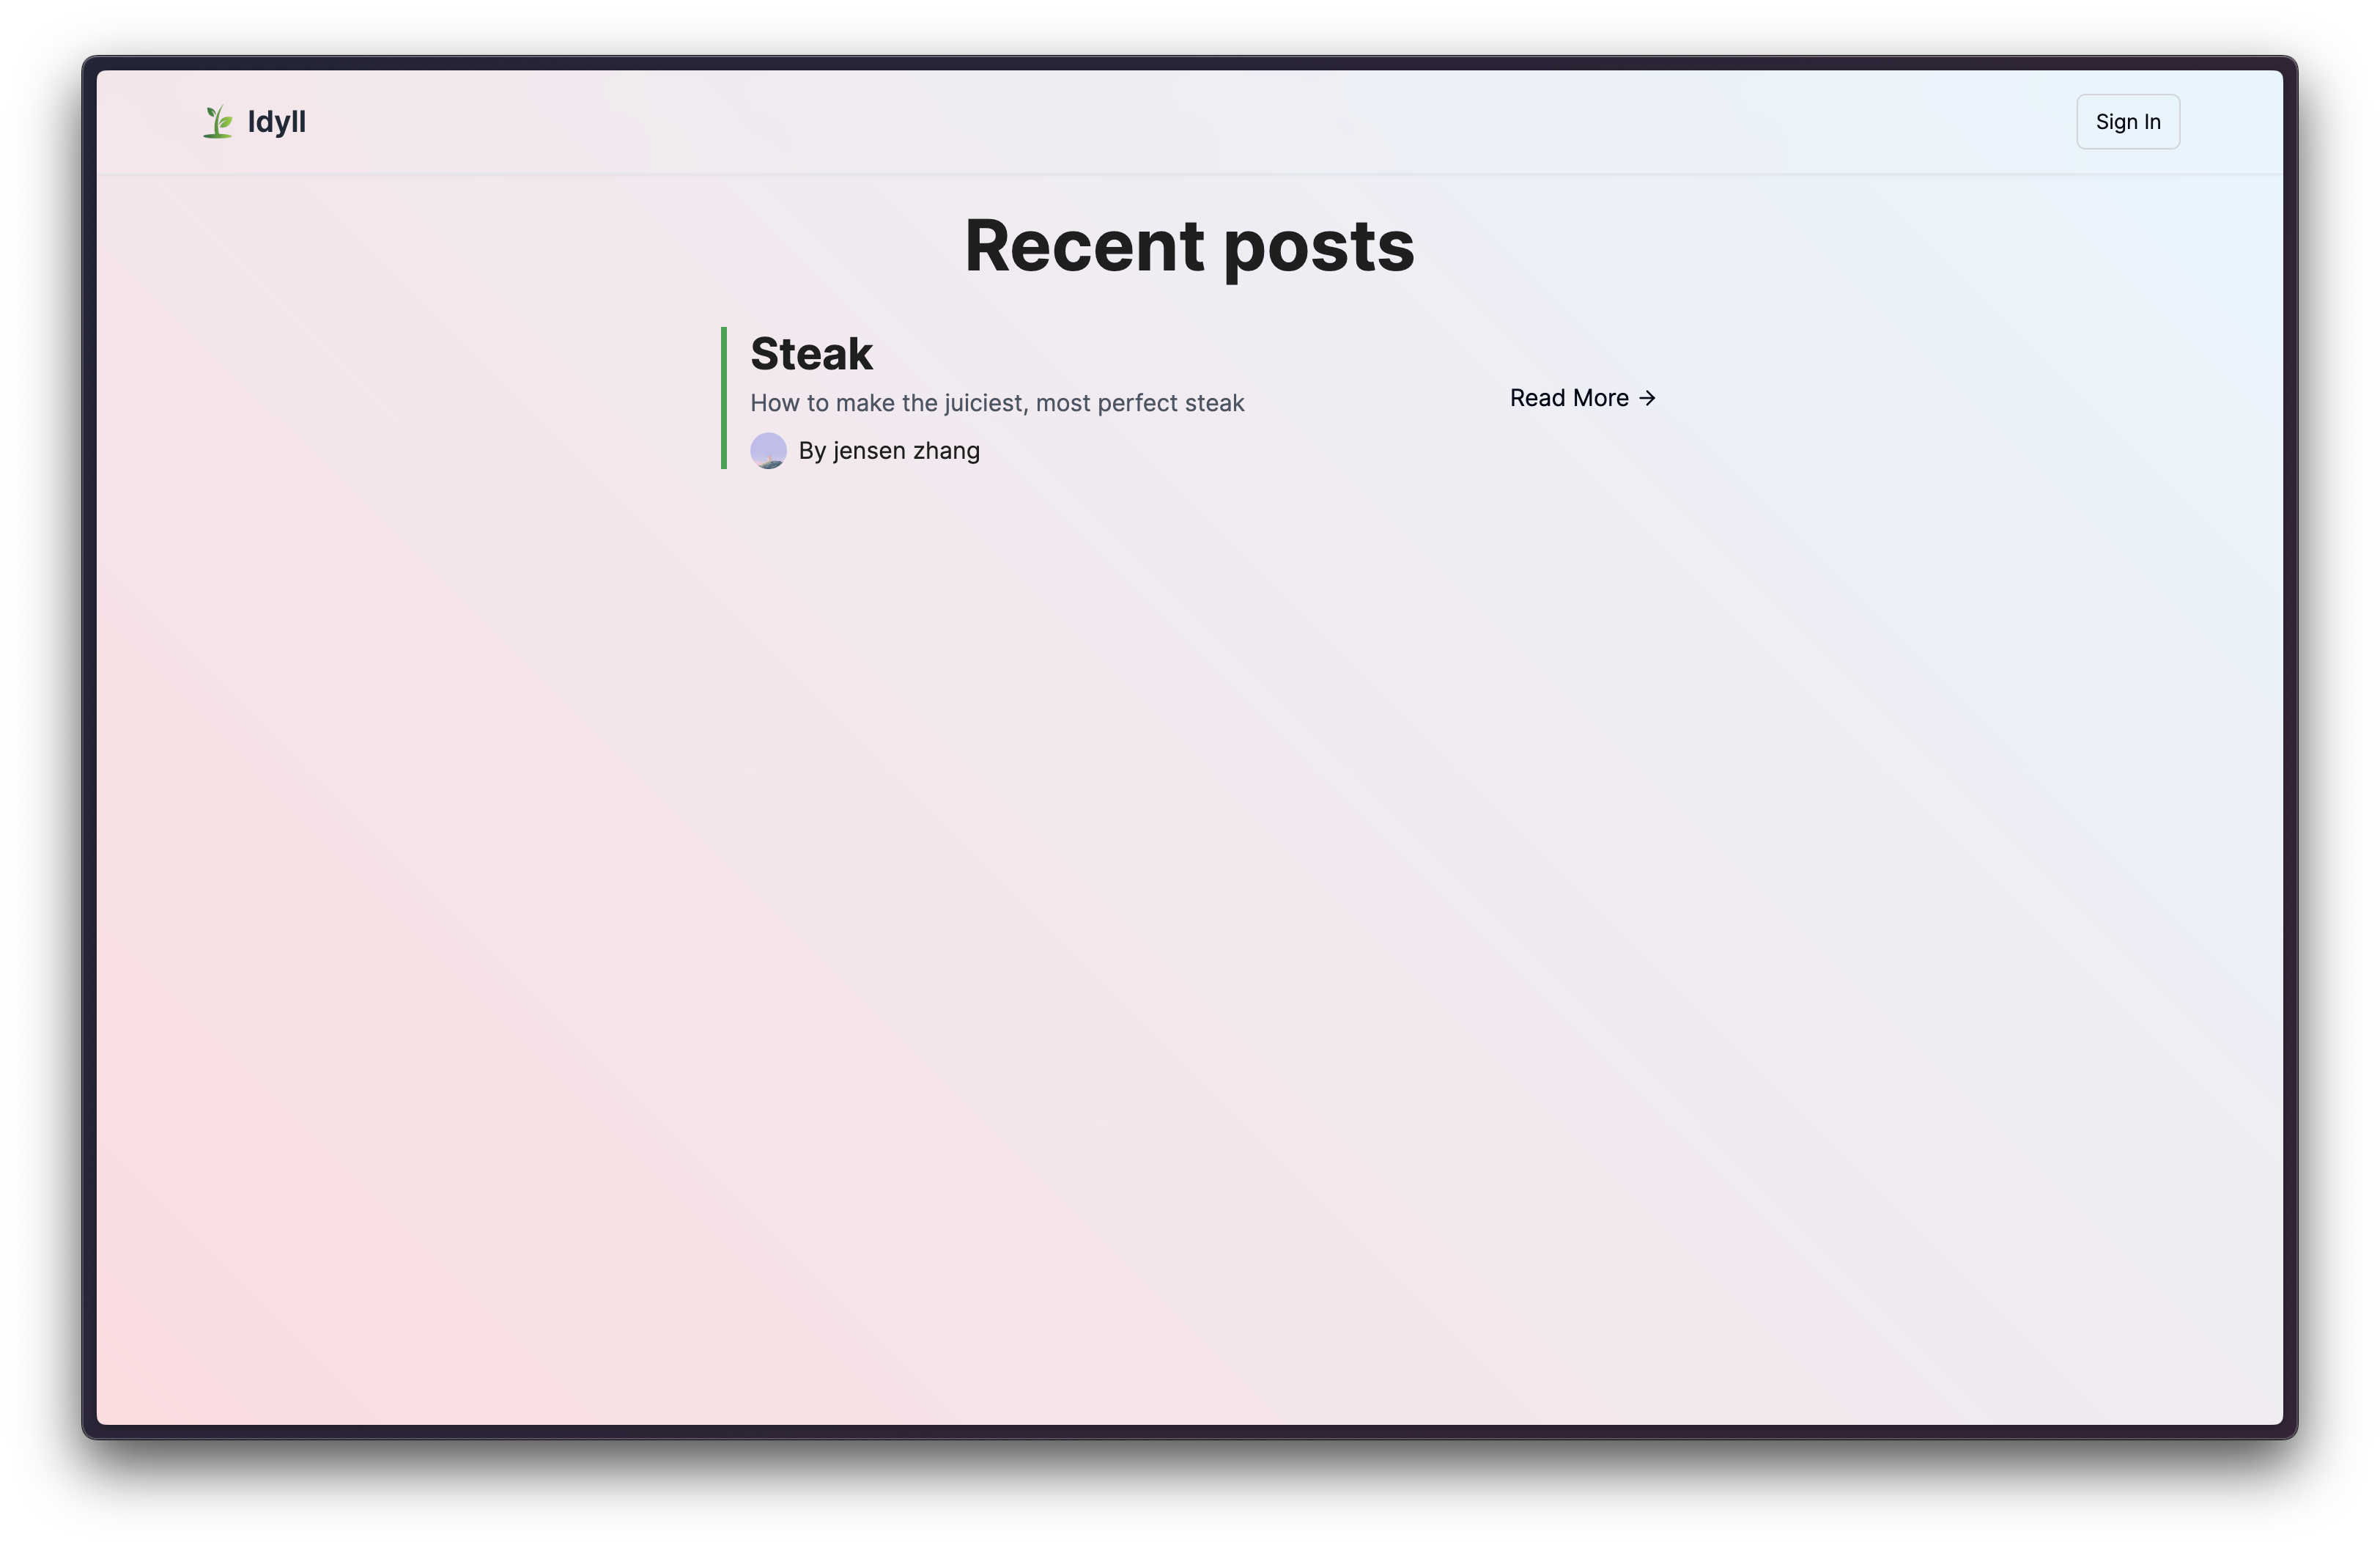 Idyll
Sign In
Recent posts
Steak
How to make the juiciest, most perfect steak
Read More →
By jensen zhang